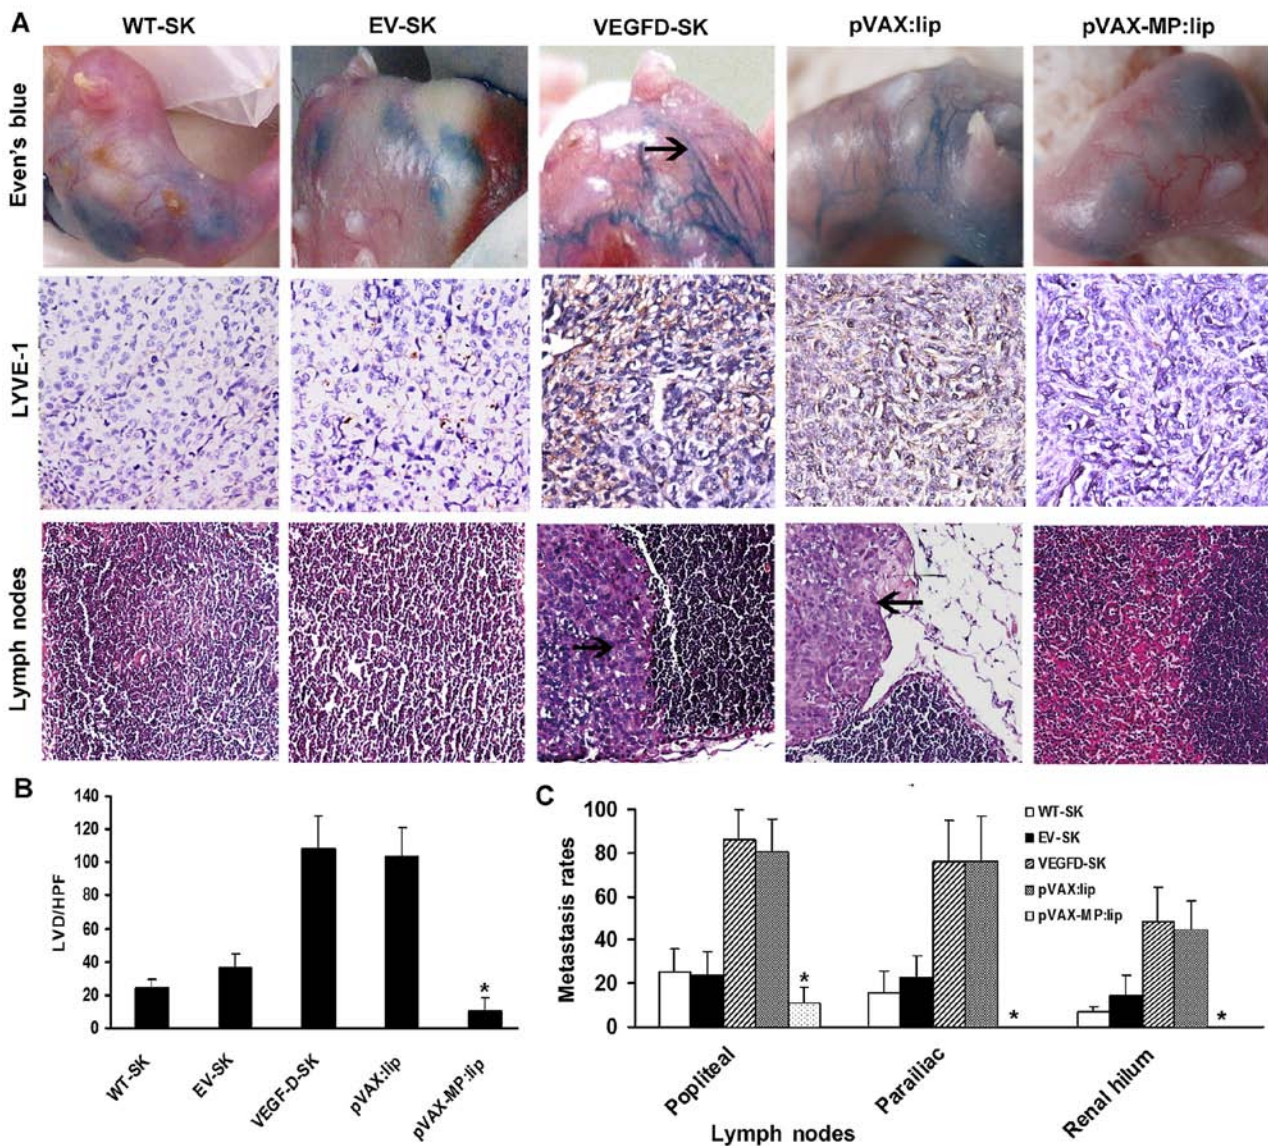 A
WT-SK
EV-SK
VEGFD-SK
pVAX:lip
pVAX-MP:lip
Even's blue
LYVE-1
Lymph nodes
B
LVD/HPF
140
120
100
80
60
40
20
0
*
WT-SK
EV-SK
VEGF-D-SK
pVAX:lip
pVAX-MP:lip
C
Metastasis rates
100
80
60
40
20
0
WT-SK
EV-SK
VEGFD-SK
pVAX:lip
pVAX-MP:lip
*
*
*
Popliteal
Parailiac
Renal hilum
Lymph nodes